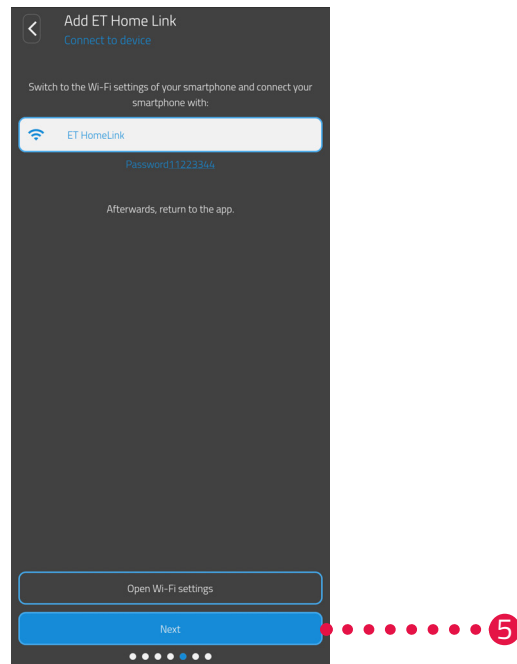 Add ET Home Link
Connect to device
Switch to the Wi-Fi settings of your smartphone and connect your
smartphone with:
ET HomeLink
Password11223344
Afterwards, return to the app.
Open Wi-Fi settings
Next
5